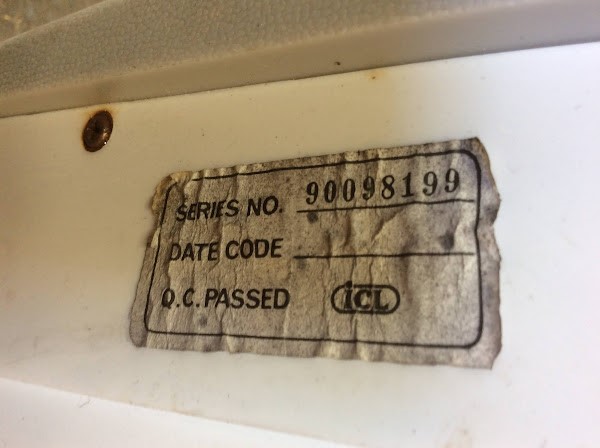 SERIES NO. 90098199
DATE CODE
Q.C. PASSED iCL